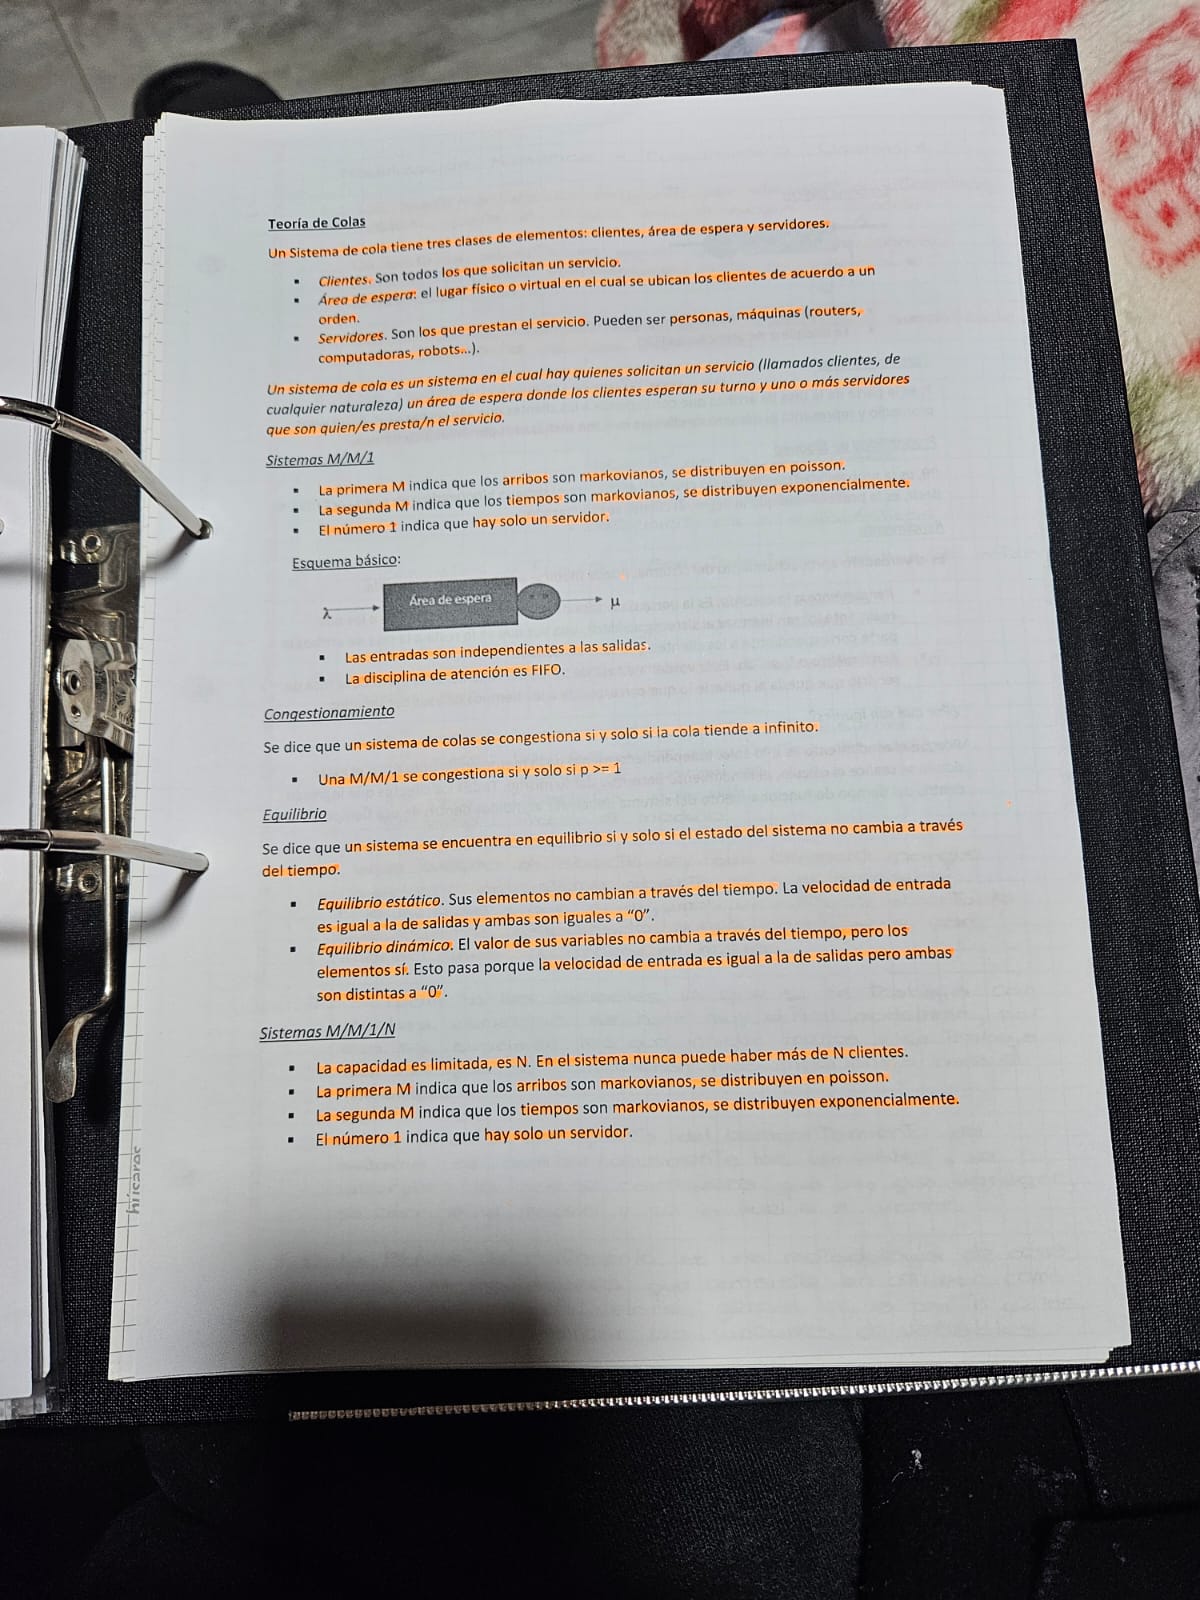 Teoría de Colas
Un Sistema de cola tiene tres clases de elementos: clientes, área de espera y servidores.
▪ Clientes. Son todos los que solicitan un servicio.
▪ Área de espera: el lugar físico o virtual en el cual se ubican los clientes de acuerdo a un
orden.
▪ Servidores. Son los que prestan el servicio. Pueden ser personas, máquinas (routers,
computadoras, robots...).
Un sistema de cola es un sistema en el cual hay quienes solicitan un servicio (llamados clientes, de
cualquier naturaleza) un área de espera donde los clientes esperan su turno y uno o más servidores
que son quien/es presta/n el servicio.
Sistemas M/M/1
▪ La primera M indica que los arribos son markovianos, se distribuyen en poisson.
▪ La segunda M indica que los tiempos son markovianos, se distribuyen exponencialmente.
▪ El número 1 indica que hay solo un servidor.
Esquema básico:
λ Área de espera μ
▪ Las entradas son independientes a las salidas.
▪ La disciplina de atención es FIFO.
Congestionamiento
Se dice que un sistema de colas se congestiona si y solo si la cola tiende a infinito.
▪ Una M/M/1 se congestiona si y solo si p >= 1
Equilibrio
Se dice que un sistema se encuentra en equilibrio si y solo si el estado del sistema no cambia a través
del tiempo.
▪ Equilibrio estático. Sus elementos no cambian a través del tiempo. La velocidad de entrada
es igual a la de salidas y ambas son iguales a “0”.
▪ Equilibrio dinámico. El valor de sus variables no cambia a través del tiempo, pero los
elementos sí. Esto pasa porque la velocidad de entrada es igual a la de salidas pero ambas
son distintas a “0”.
Sistemas M/M/1/N
▪ La capacidad es limitada, es N. En el sistema nunca puede haber más de N clientes.
▪ La primera M indica que los arribos son markovianos, se distribuyen en poisson.
▪ La segunda M indica que los tiempos son markovianos, se distribuyen exponencialmente.
▪ El número 1 indica que hay solo un servidor.
húsares